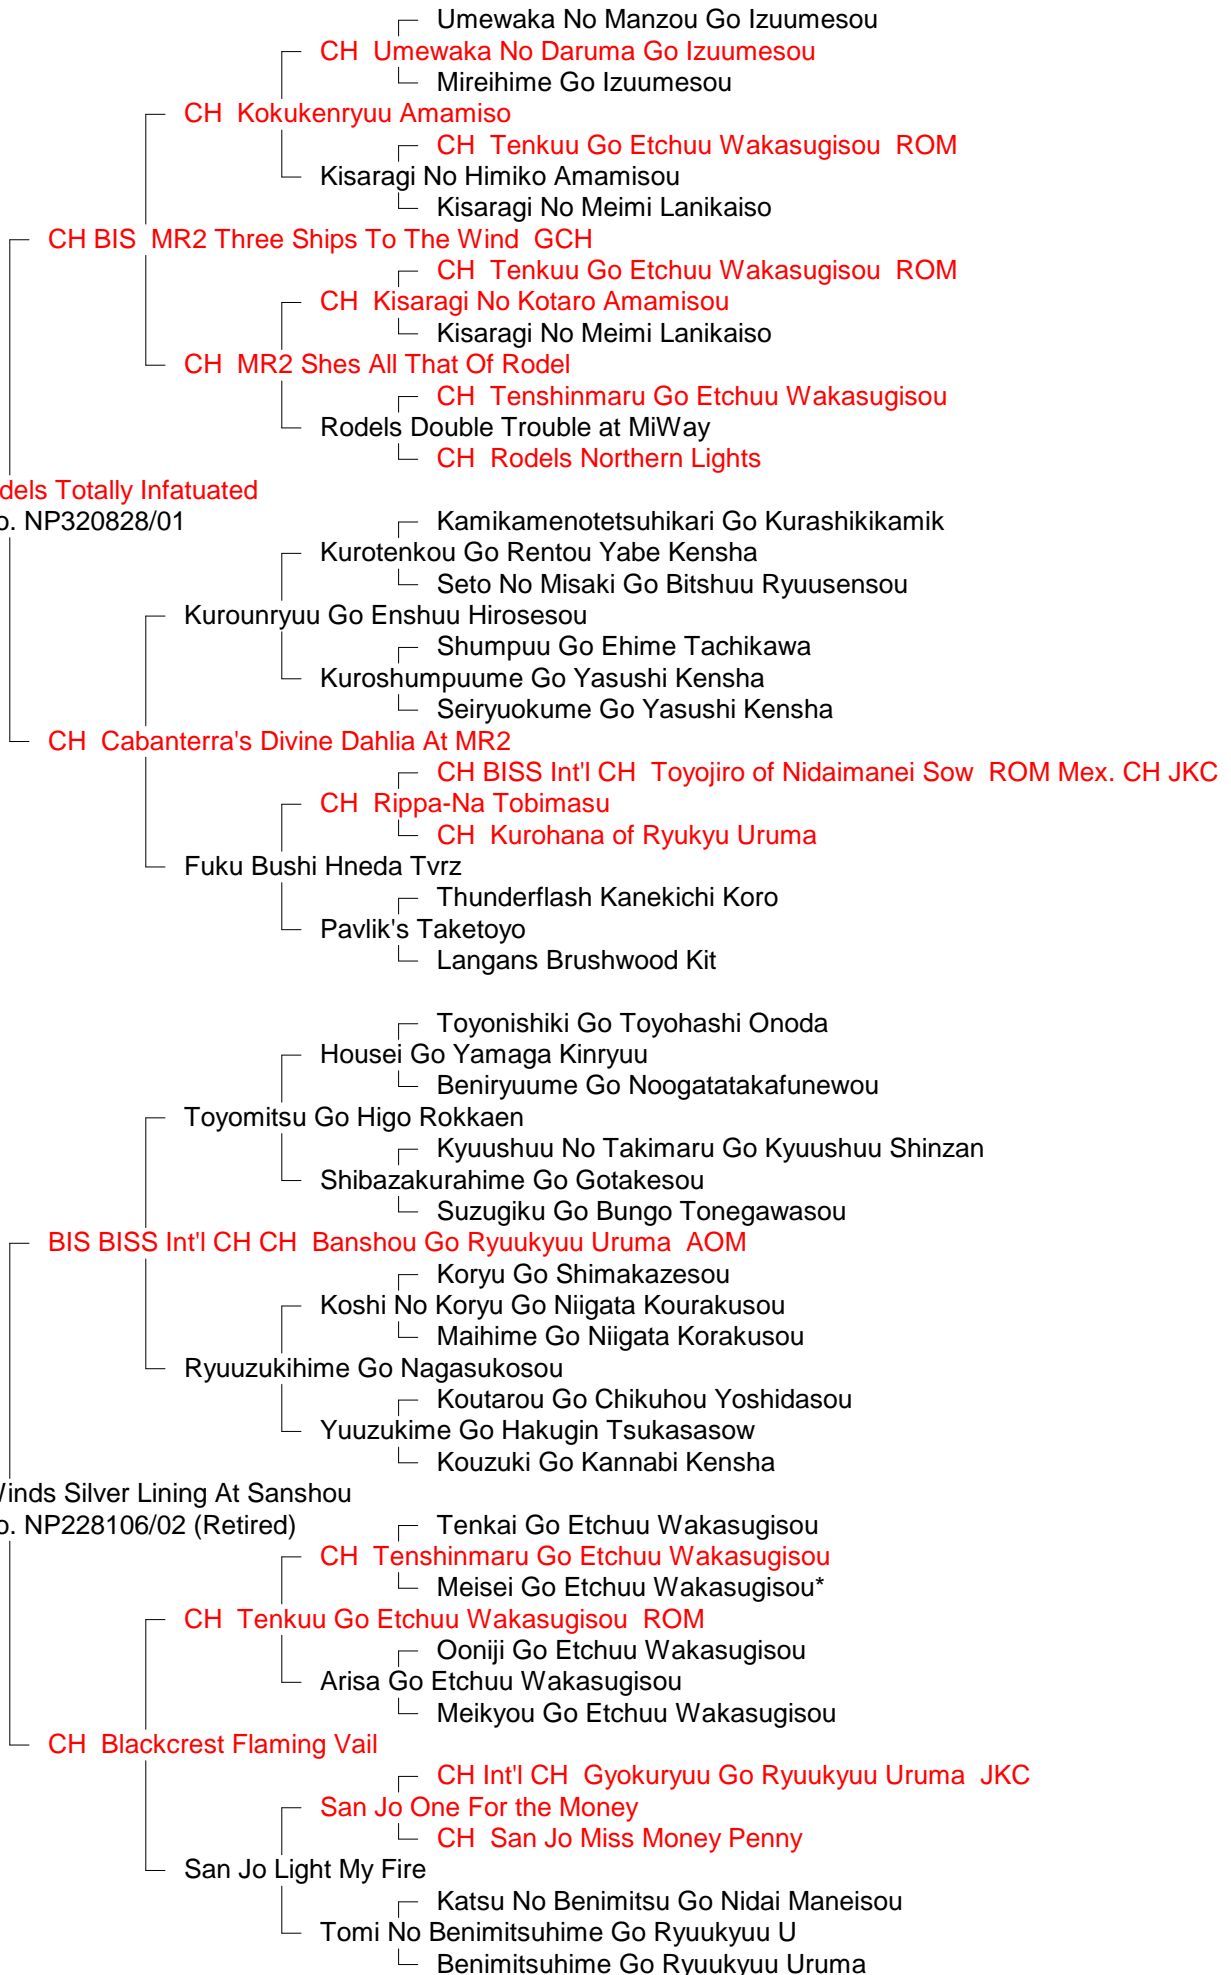 Umewaka No Manzou Go Izuumesou
CH Umewaka No Daruma Go Izuumesou
Mireihime Go Izuumesou
CH Kokukenryuu Amamiso
CH Tenkuu Go Etchuu Wakasugisou ROM
Kisaragi No Himiko Amamisou
Kisaragi No Meimi Lanikaiso
CH BIS MR2 Three Ships To The Wind GCH
CH Tenkuu Go Etchuu Wakasugisou ROM
CH Kisaragi No Kotaro Amamisou
Kisaragi No Meimi Lanikaiso
CH MR2 Shes All That Of Rodel
CH Tenshinmaru Go Etchuu Wakasugisou
Rodels Double Trouble at MiWay
CH Rodels Northern Lights
dels Totally Infatuated
o. NP320828/01
Kamikamenotetsuhikari Go Kurashikikamik
Kurotenkou Go Rentou Yabe Kensha
Seto No Misaki Go Bitshuu Ryuusensou
Kurounryuu Go Enshuu Hirosesou
Shumpuu Go Ehime Tachikawa
Kuroshumpuume Go Yasushi Kensha
Seiryuokume Go Yasushi Kensha
CH Cabanterra's Divine Dahlia At MR2
CH BISS Int'l CH Toyojiro of Nidaimanei Sow ROM Mex. CH JKC
CH Rippa-Na Tobimasu
CH Kurohana of Ryukyu Uruma
Fuku Bushi Hneda Tvrz
Thunderflash Kanekichi Koro
Pavlik's Taketoyo
Langans Brushwood Kit
Toyonishiki Go Toyohashi Onoda
Housei Go Yamaga Kinryuu
Beniryuume Go Noogatatakafunewou
Toyomitsu Go Higo Rokkaen
Kyuushuu No Takimaru Go Kyuushuu Shinzan
Shibazakurahime Go Gotakesou
Suzugiku Go Bungo Tonegawasou
BIS BISS Int'l CH CH Banshou Go Ryuukyuu Uruma AOM
Koryu Go Shimakazesou
Koshi No Koryu Go Niigata Kourakusou
Maihime Go Niigata Korakusou
Ryuuzukihime Go Nagasukosou
Koutarou Go Chikuhou Yoshidasou
Yuuzukime Go Hakugin Tsukasasow
Kouzuki Go Kannabi Kensha
Winds Silver Lining At Sanshou
o. NP228106/02 (Retired)
Tenkai Go Etchuu Wakasugisou
CH Tenshinmaru Go Etchuu Wakasugisou
Meisei Go Etchuu Wakasugisou*
CH Tenkuu Go Etchuu Wakasugisou ROM
Ooniji Go Etchuu Wakasugisou
Arisa Go Etchuu Wakasugisou
Meikyou Go Etchuu Wakasugisou
CH Blackcrest Flaming Vail
CH Int'l CH Gyokuryuu Go Ryuukyuu Uruma JKC
San Jo One For the Money
CH San Jo Miss Money Penny
San Jo Light My Fire
Katsu No Benimitsu Go Nidai Maneisou
Tomi No Benimitsuhime Go Ryuukyuu U
Benimitsuhime Go Ryuukyuu Uruma